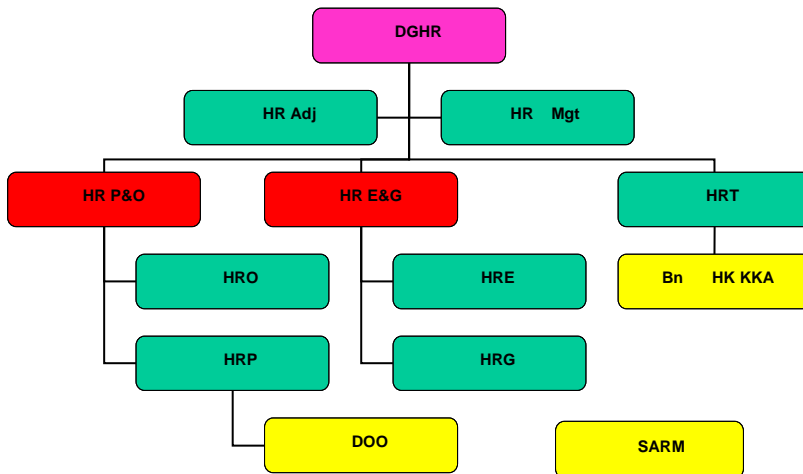 DGHR
HR Adj
HR Mgt
HR P&O
HR E&G
HRT
HRO
HRE
Bn HK KKA
HRP
HRG
DOO
SARM